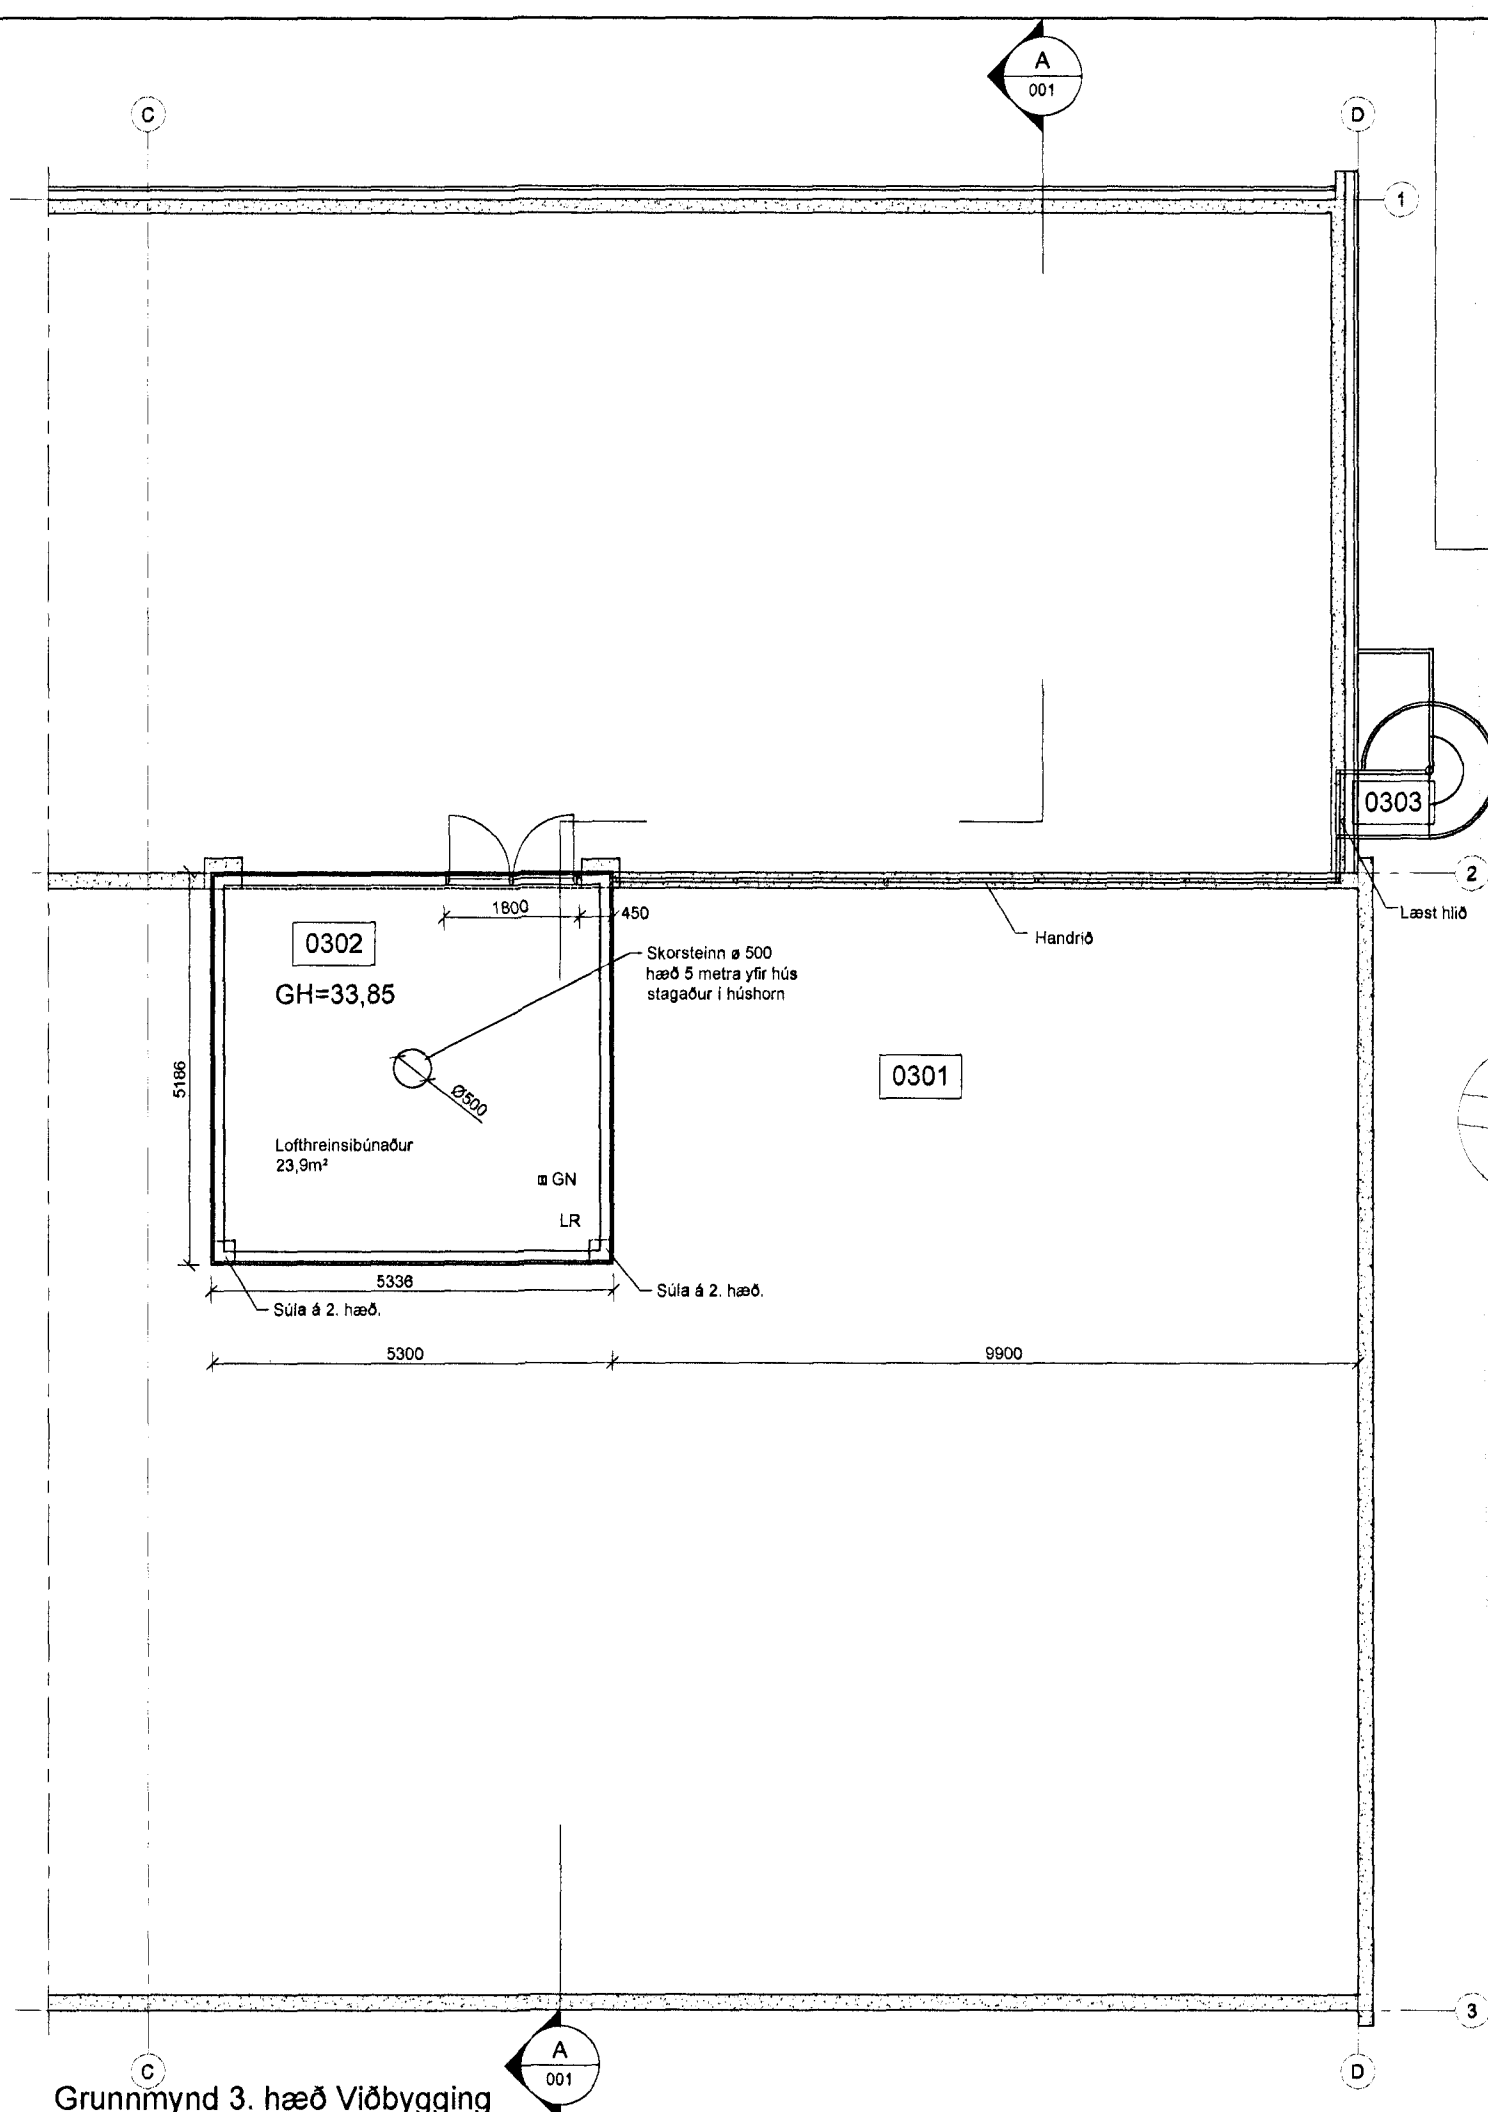 A
001
C
D
1
0303
2
Læst hlið
1800
450
Handrið
0302
GH=33,85
Skorsteinn ø 500
hæð 5 metra yfir hús
stagaður í húshorn
0301
5186
Ø500
Lofthreinsibúnaður
23,9m²
GN
LR
5336
Súla á 2. hæð.
Súla á 2. hæð.
5300
9900
3
A
001
C
D
Grunnmynd 3. hæð Viðbygging